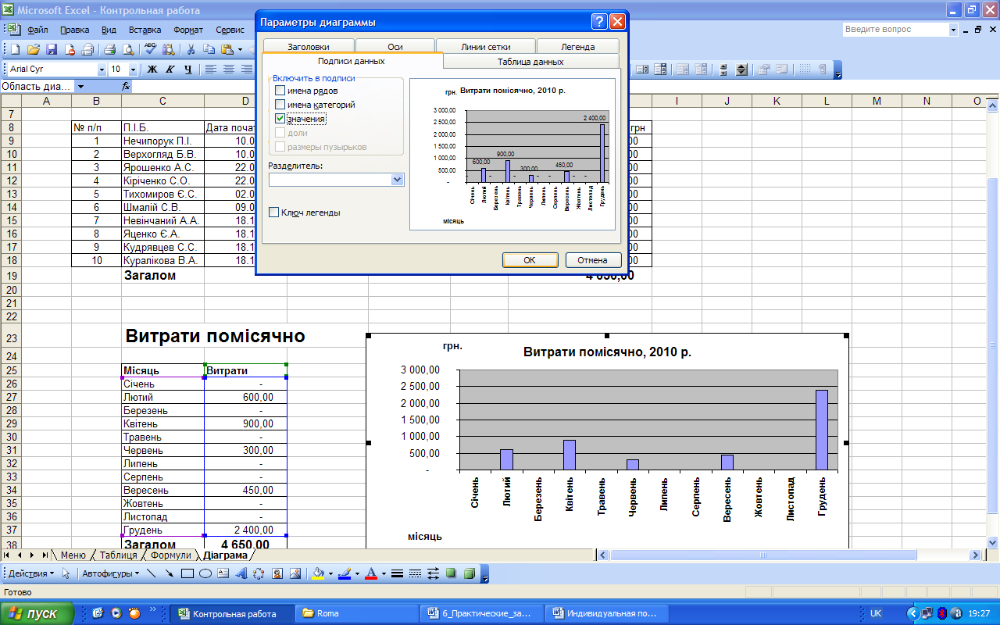 Microsoft Excel - Контрольная работа
Файл Правка Вид Вставка Формат Сервис
Введите вопрос
Arial Cyr 10 Ж К Ч
Область диа... fx
Параметры диаграммы
Заголовки Оси Линии сетки Легенда
Подписи данных Таблица данных
Включить в подписи
имена рядов
имена категорий
значения
доли
размеры пузырьков
Разделитель:
Ключ легенды
грн. Витрати помісячно, 2010 р.
3 000,00
2 500,00
2 000,00
1 500,00
1 000,00
500,00
-
600,00 900,00 300,00 - - 450,00 - - 2 400,00
Січень Лютий Березень Квітень Травень Червень Липень Серпень Вересень Жовтень Листопад Грудень
місяць
ОК Отмена
A B C D I J K L M N O
7
8 № п/п П.І.Б. Дата почат грн
9 1 Нечипорук П.І. 10.0 00
10 2 Верхогляд Б.В. 10.0 00
11 3 Ярошенко А.С. 22.0 00
12 4 Кіріченко С.О. 22.0 00
13 5 Тихомиров Є.С. 02.0 00
14 6 Шмалій С.В. 09.0 00
15 7 Невінчаний А.А. 18.1 00
16 8 Яценко Є.А. 18.1 00
17 9 Кудрявцев С.С. 18.1 00
18 10 Куралікова В.А. 18.1 00
19 Загалом 4 650,00
20
21
22
23 Витрати помісячно
24
25 Місяць Витрати
26 Січень -
27 Лютий 600,00
28 Березень -
29 Квітень 900,00
30 Травень -
31 Червень 300,00
32 Липень -
33 Серпень -
34 Вересень 450,00
35 Жовтень -
36 Листопад -
37 Грудень 2 400,00
38 Загалом 4 650,00
грн. Витрати помісячно, 2010 р.
3 000,00
2 500,00
2 000,00
1 500,00
1 000,00
500,00
-
Січень Лютий Березень Квітень Травень Червень Липень Серпень Вересень Жовтень Листопад Грудень
місяць
Меню Таблиця Формули Діаграма
Действия Автофигуры
Готово
пуск Контрольная работа Roma 6_Практические_за... Индивидуальная по... UK 19:27